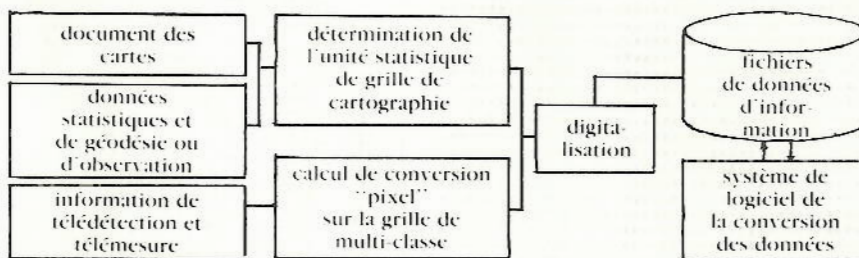 document des
cartes
données
statistiques et
de géodésie ou
d'observation
information de
télédétection et
télémesure
détermination de
l'unité statistique
de grille de
cartographie
calcul de conversion
"pixel"
sur la grille de
multi-classe
digita-
lisation
fichiers
de données
d'infor-
mation
système de
logiciel de
la conversion
des données